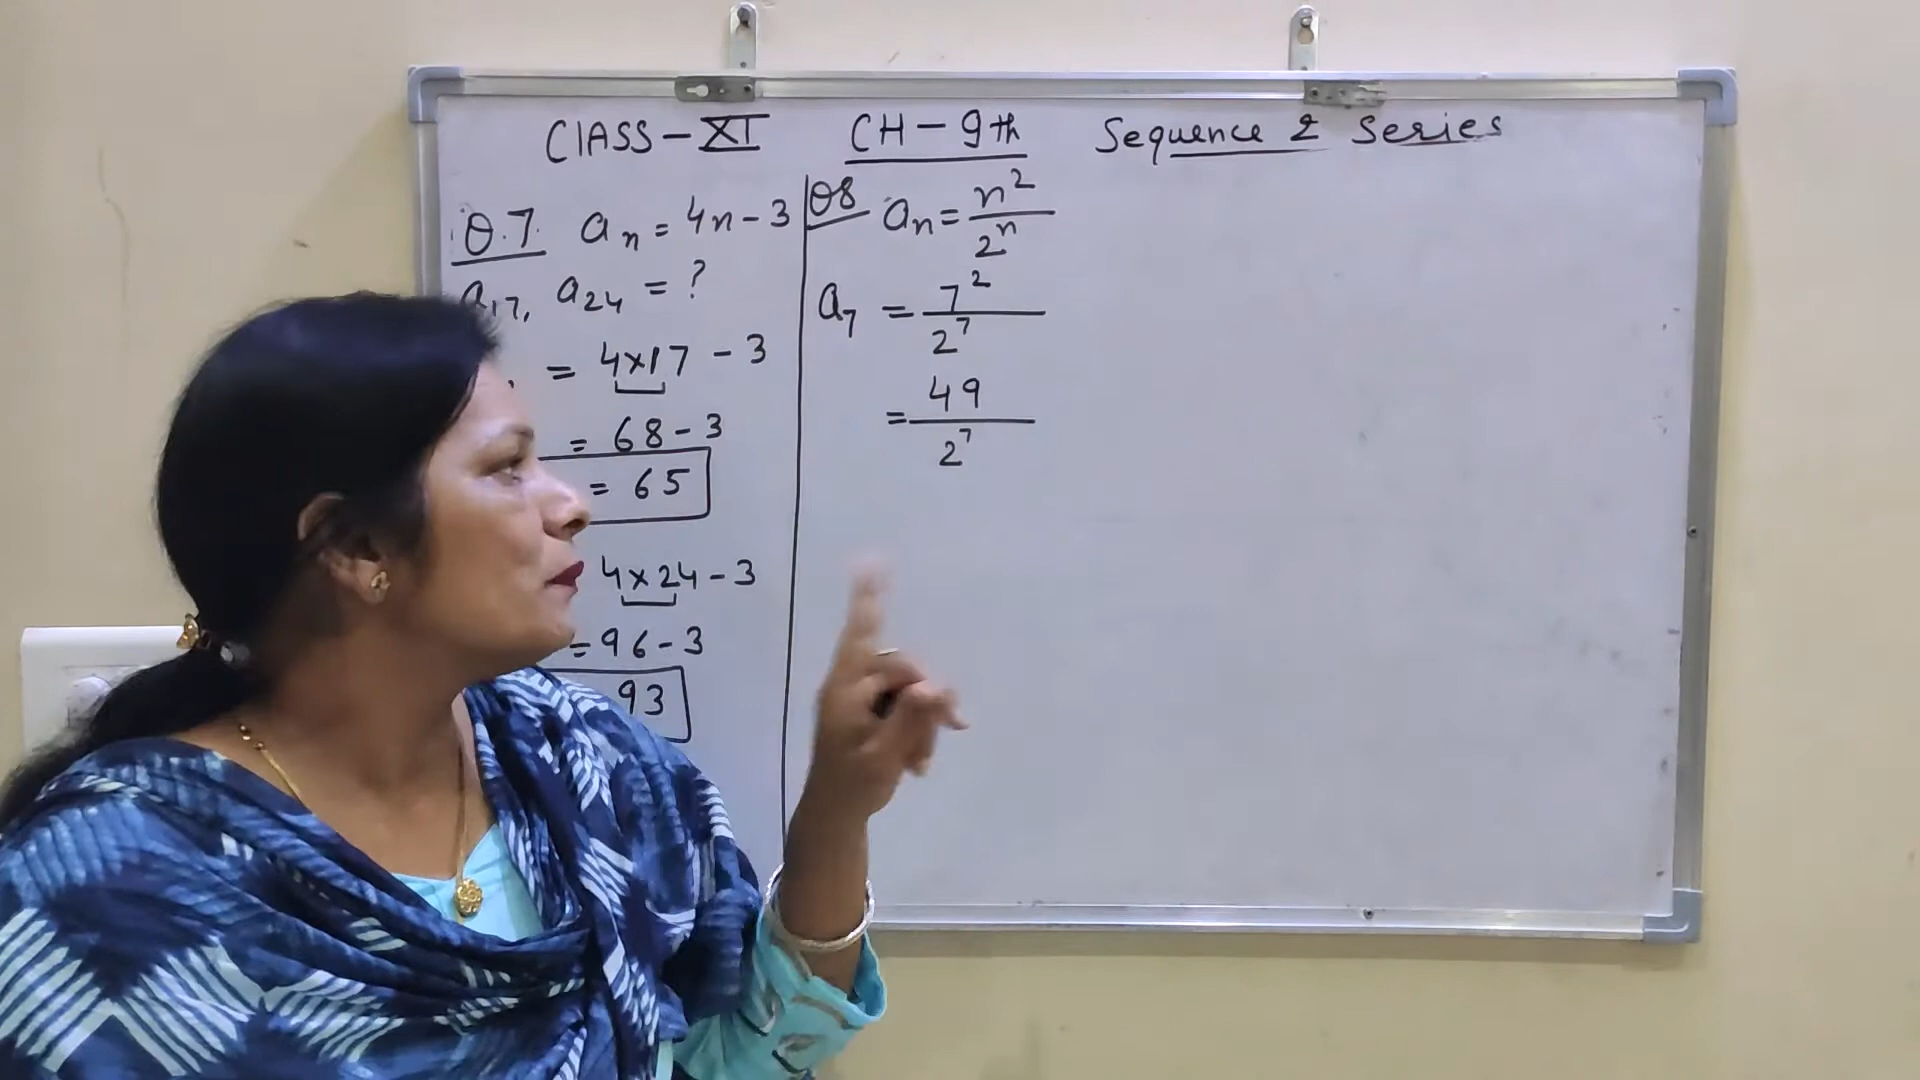 CLASS-XI CH-9th Sequence & Series
Q.7 an = 4n-3
a17, a24 = ?
= 4×17 - 3
= 68-3
= 65
4×24-3
=96-3
93
Q8 an = n²/2ⁿ
a7 = 7²/2⁷
= 49/2⁷